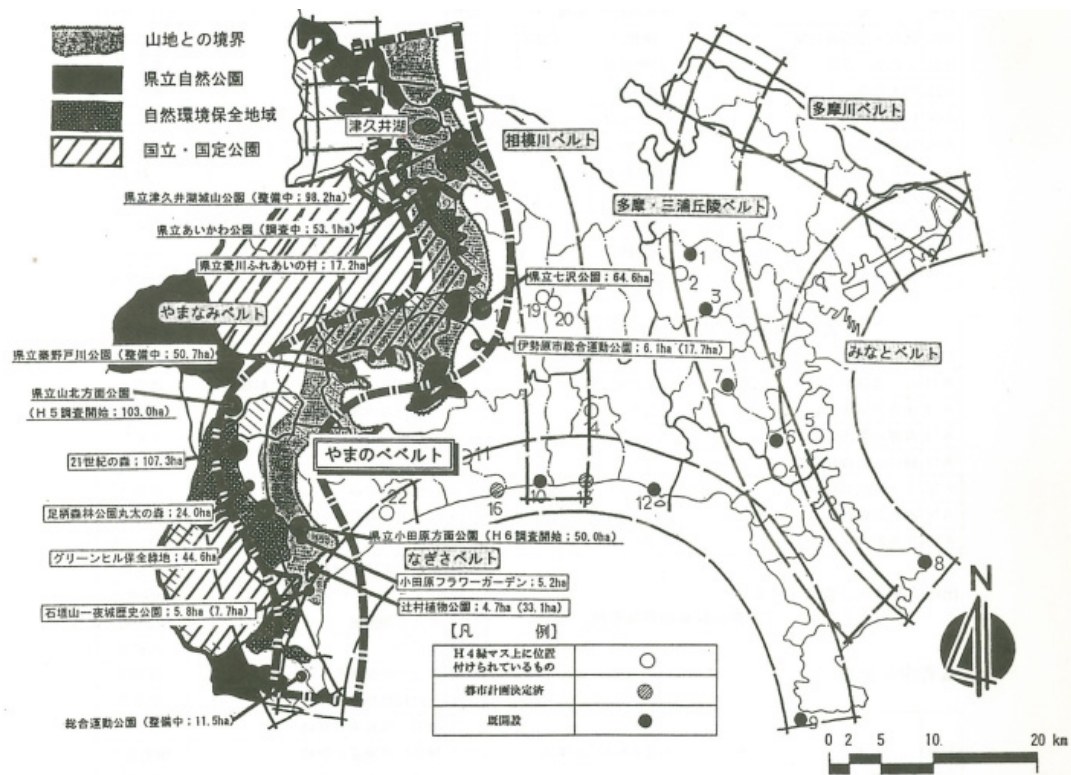 山地との境界
県立自然公園
自然環境保全地域
国立・国定公園
津久井湖
相模川ベルト
多摩川ベルト
多摩・三浦丘陵ベルト
県立津久井湖城山公園（整備中；98.2ha）
県立あいかわ公園（調査中；53.1ha）
県立愛川ふれあいの村；17.2ha
県立七沢公園；64.6ha
やまなみベルト
伊勢原市総合運動公園；6.1ha（17.7ha）
みなとベルト
県立秦野戸川公園（整備中；50.7ha）
県立山北方面公園
（H5調査開始；103.0ha）
21世紀の森；107.3ha
やまのべベルト
足柄森林公園丸太の森；24.0ha
県立小田原方面公園（H6調査開始；50.0ha）
グリーンヒル保全緑地；44.6ha
なぎさベルト
小田原フラワーガーデン；5.2ha
石垣山一夜城歴史公園；5.8ha（7.7ha）
辻村植物公園；4.7ha（33.1ha）
総合運動公園（整備中；11.5ha）
1
2
3
19
20
7
5
6
4
14
11
22
16
10
12
8
9
［凡　例］
H4緑マス上に位置
付けられているもの
都市計画決定済
既開設
N
0 2 5 10. 20 km